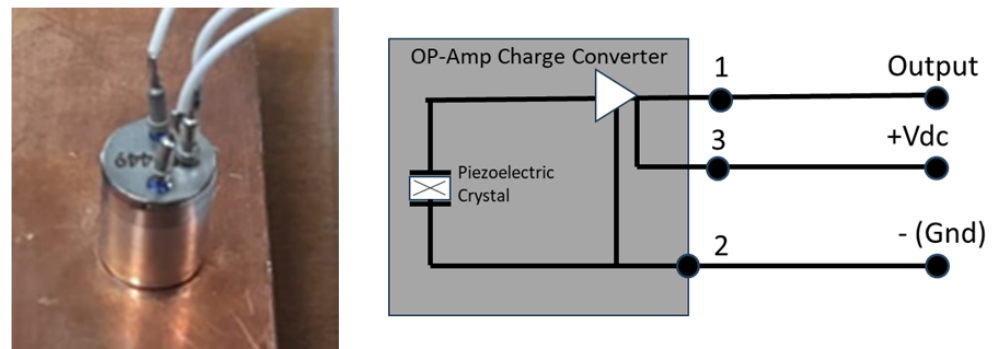 449
OP-Amp Charge Converter
1
Output
3
+Vdc
Piezoelectric
Crystal
2
- (Gnd)